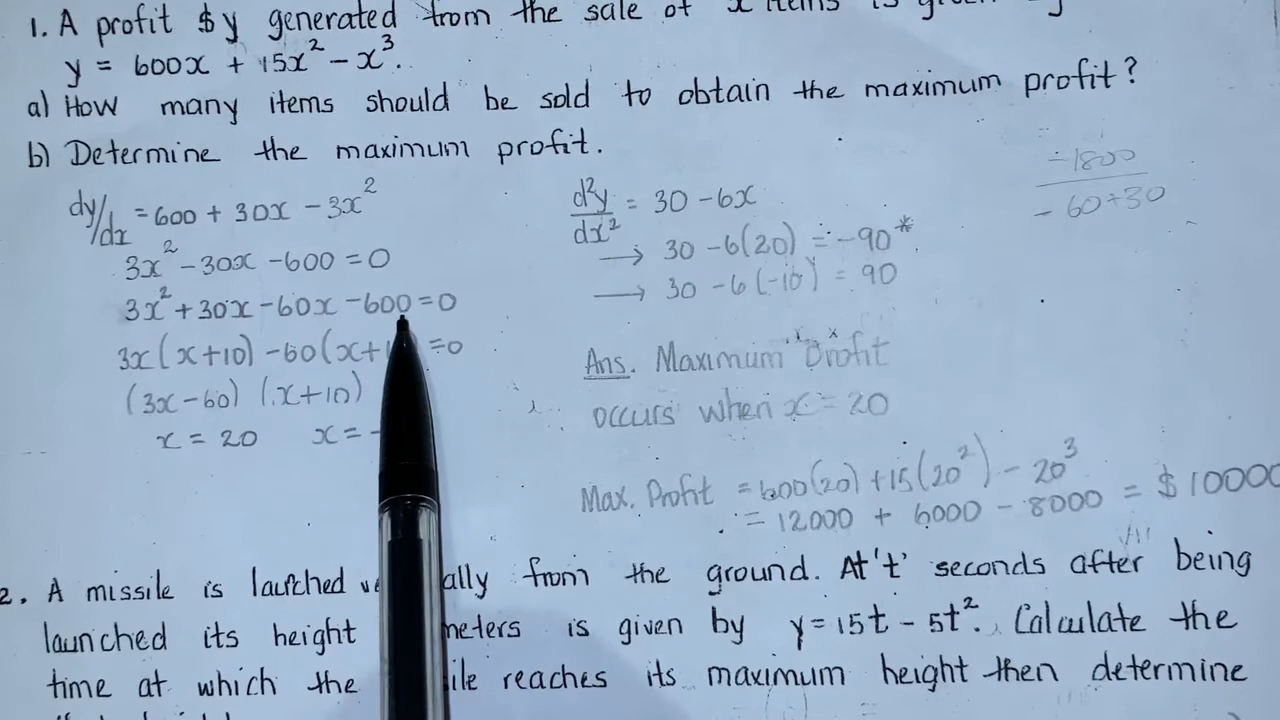 1. A profit $y generated from the sale of x items is given
y = 600x + 15x² - x³.
a) How many items should be sold to obtain the maximum profit?
b) Determine the maximum profit.
dy/dx = 600 + 30x - 3x²
3x² - 30x - 600 = 0
3x² + 30x - 60x - 600 = 0
3x(x+10) - 60(x+1 = 0
(3x - 60) (x+10)
x = 20 x = -
d²y/dx² = 30 - 6x
→ 30 - 6(20) = -90*
→ 30 - 6(-10) = 90
Ans. Maximum Profit
occurs when x = 20
Max. Profit = 600(20) + 15(20²) - 20³
= 12000 + 6000 - 8000 = $10000
-1800
- 60+30
2. A missile is launched ally from the ground. At 't' seconds after being
launched its height meters is given by y = 15t - 5t². Calculate the
time at which the ile reaches its maximum height then determine